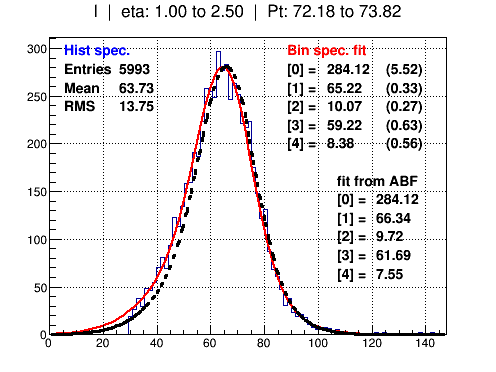 I | eta: 1.00 to 2.50 | Pt: 72.18 to 73.82
Hist spec.
Entries 5993
Mean 63.73
RMS 13.75
Bin spec. fit
[0] = 284.12 (5.52)
[1] = 65.22 (0.33)
[2] = 10.07 (0.27)
[3] = 59.22 (0.63)
[4] = 8.38 (0.56)
fit from ABF
[0] = 284.12
[1] = 66.34
[2] = 9.72
[3] = 61.69
[4] = 7.55
300
250
200
150
100
50
0
0 20 40 60 80 100 120 140